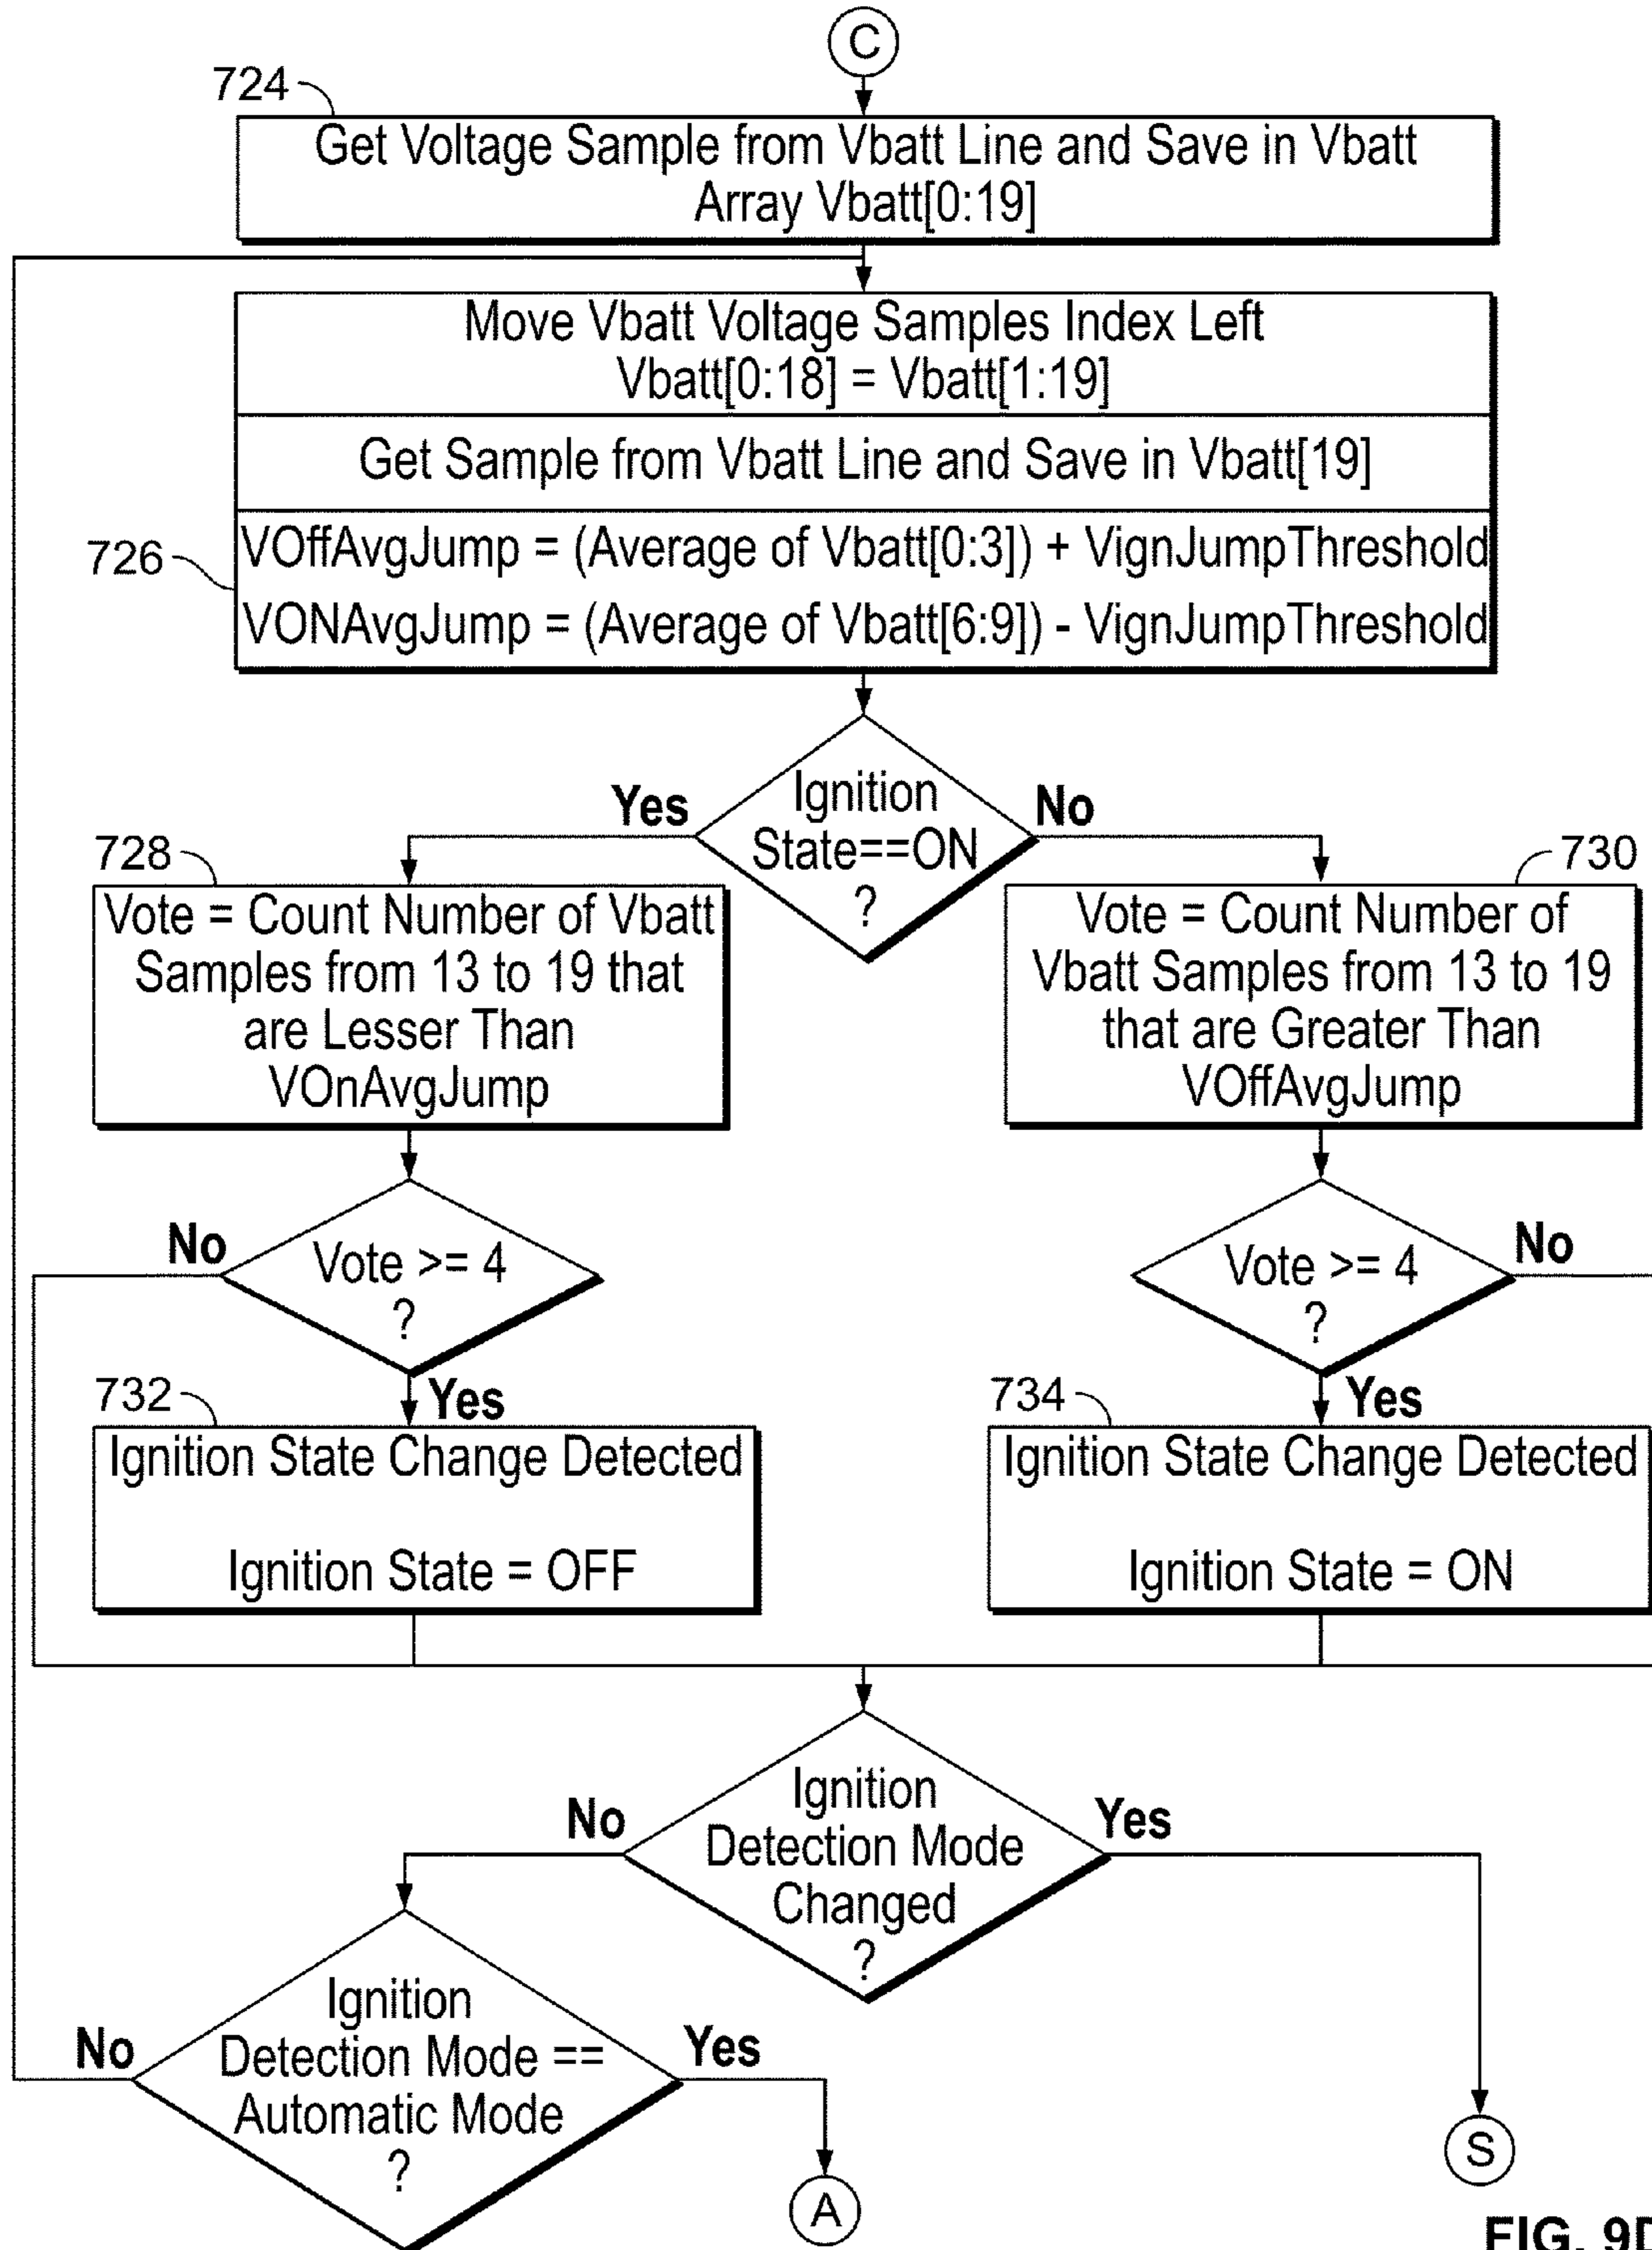 C
724
Get Voltage Sample from Vbatt Line and Save in Vbatt
Array Vbatt[0:19]
Move Vbatt Voltage Samples Index Left
Vbatt[0:18] = Vbatt[1:19]
Get Sample from Vbatt Line and Save in Vbatt[19]
726
VOffAvgJump = (Average of Vbatt[0:3]) + VignJumpThreshold
VONAvgJump = (Average of Vbatt[6:9]) - VignJumpThreshold
Ignition
State==ON
?
Yes
No
728
Vote = Count Number of Vbatt
Samples from 13 to 19 that
are Lesser Than
VOnAvgJump
730
Vote = Count Number of
Vbatt Samples from 13 to 19
that are Greater Than
VOffAvgJump
No
Vote >= 4
?
Yes
Vote >= 4
?
No
Yes
732
Ignition State Change Detected
Ignition State = OFF
734
Ignition State Change Detected
Ignition State = ON
No
Ignition
Detection Mode
Changed
?
Yes
No
Ignition
Detection Mode ==
Automatic Mode
?
Yes
A
S
FIG. 9D